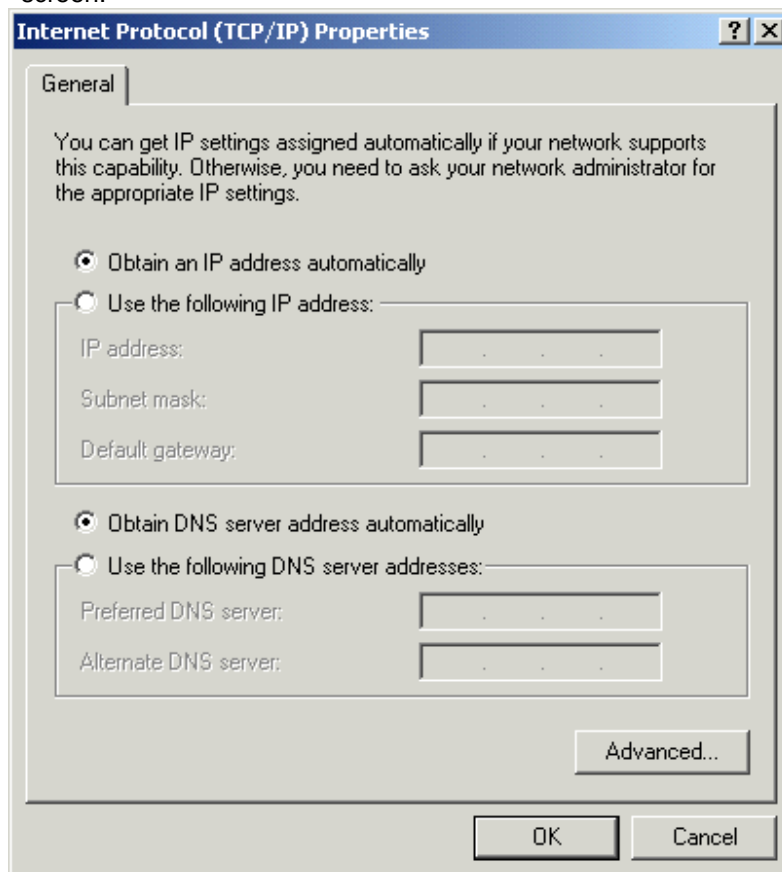 screen.
Internet Protocol (TCP/IP) Properties
General
You can get IP settings assigned automatically if your network supports
this capability. Otherwise, you need to ask your network administrator for
the appropriate IP settings.
Obtain an IP address automatically
Use the following IP address:
IP address:
Subnet mask:
Default gateway:
Obtain DNS server address automatically
Use the following DNS server addresses:
Preferred DNS server:
Alternate DNS server:
Advanced...
OK Cancel